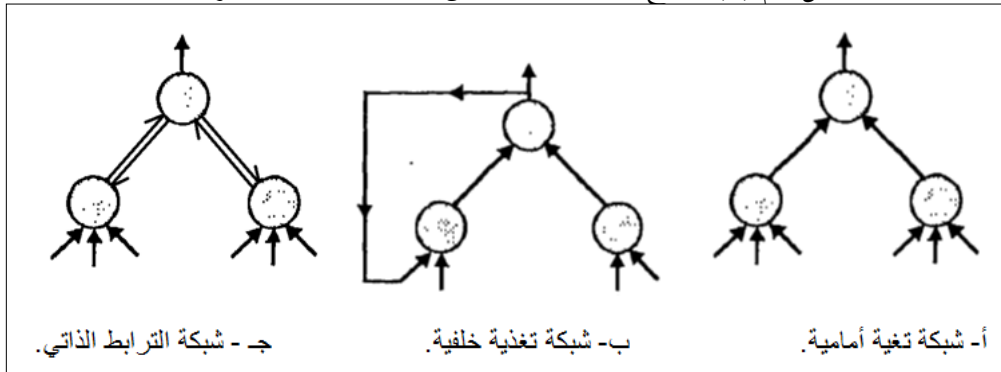 أ- شبكة تغية أمامية.
ب- شبكة تغذية خلفية.
جـ - شبكة الترابط الذاتي.